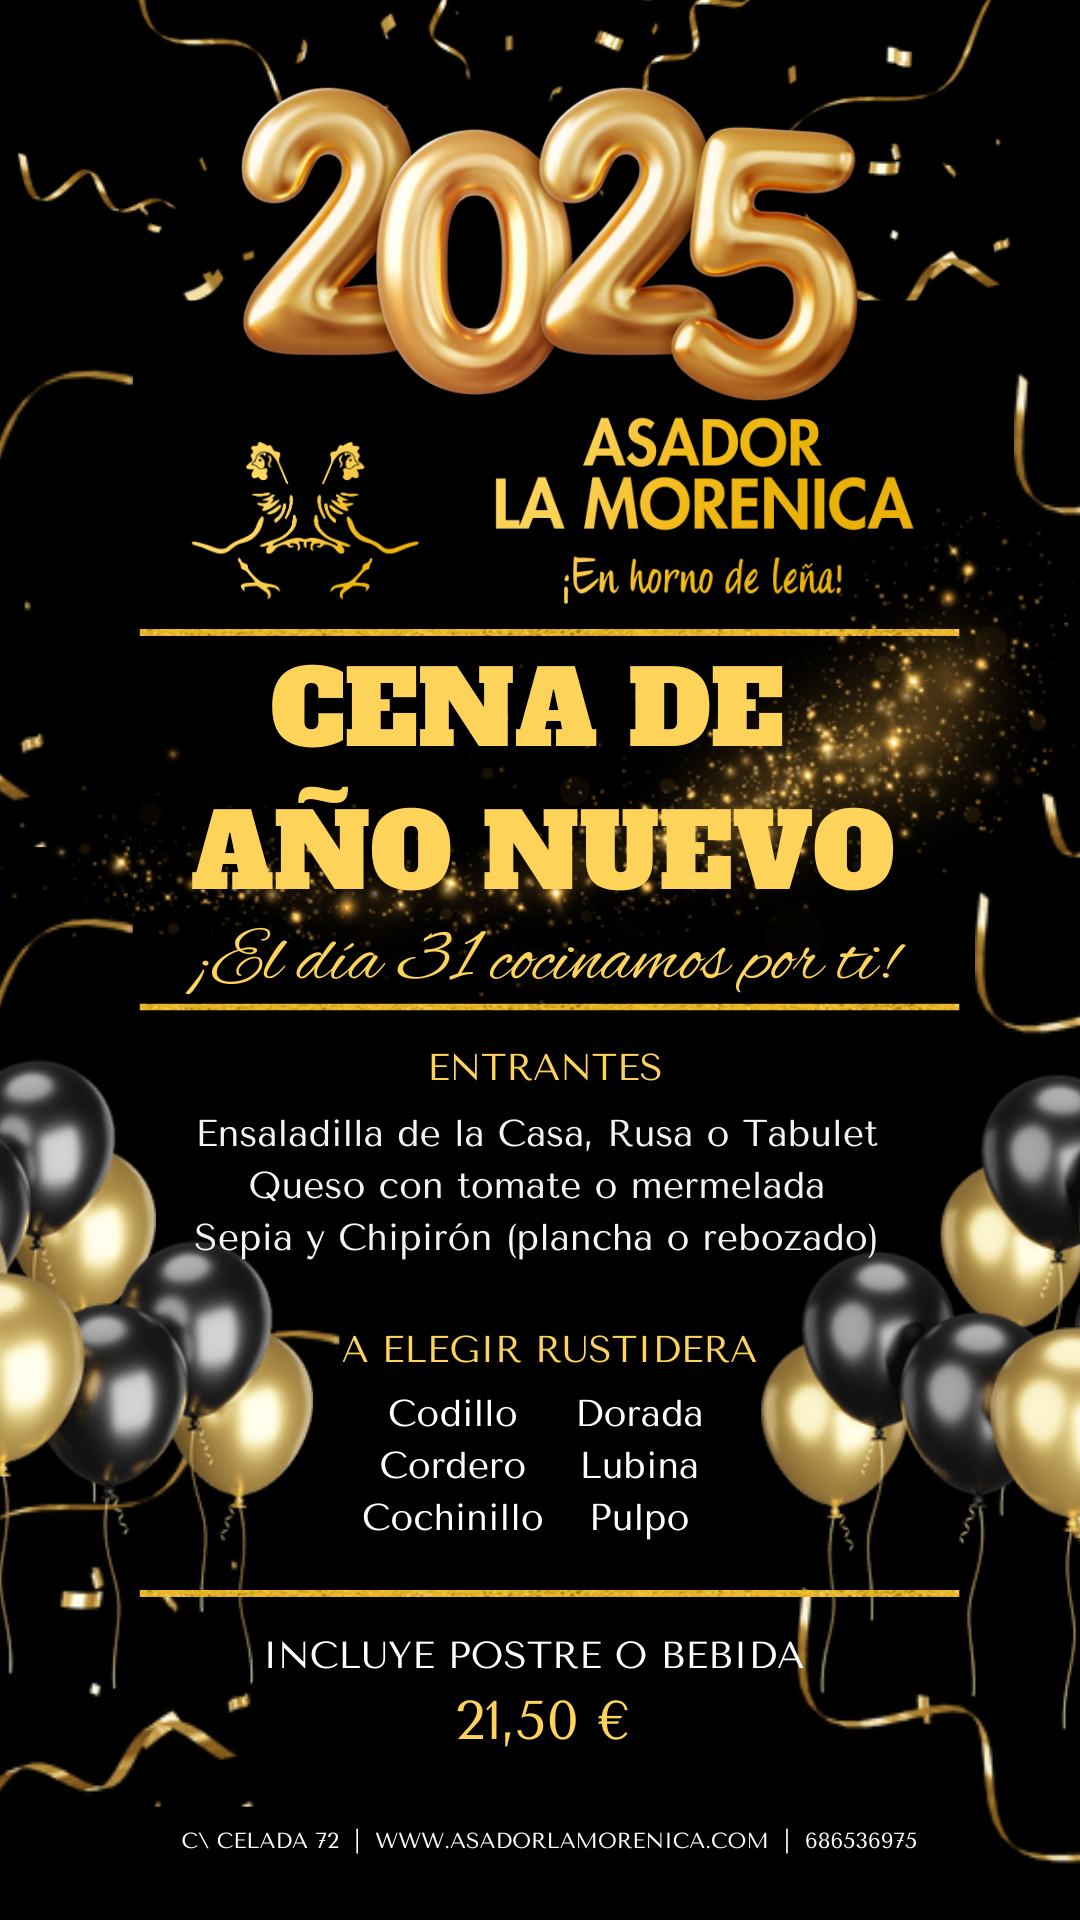 2025
ASADOR
LA MORENICA
¡En horno de leña!
CENA DE
AÑO NUEVO
¡El día 31 cocinamos por ti!
ENTRANTES
Ensaladilla de la Casa, Rusa o Tabulet
Queso con tomate o mermelada
Sepia y Chipirón (plancha o rebozado)
A ELEGIR RUSTIDERA
Codillo Dorada
Cordero Lubina
Cochinillo Pulpo
INCLUYE POSTRE O BEBIDA
21,50 €
C\ CELADA 72 | WWW.ASADORLAMORENICA.COM | 686536975